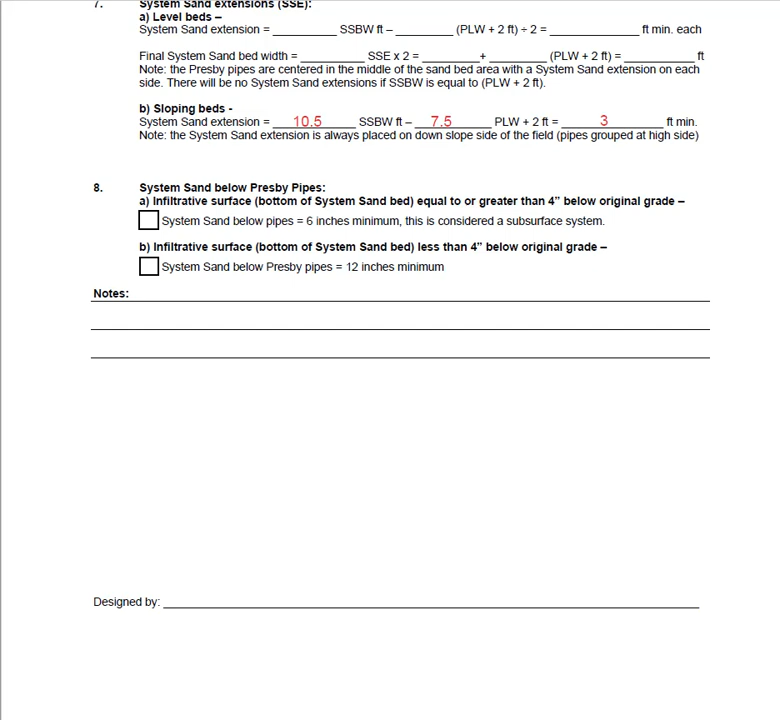 7. System Sand extensions (SSE):
a) Level beds –
System Sand extension = __________ SSBW ft – _________ (PLW + 2 ft) ÷ 2 = ______________ ft min. each
Final System Sand bed width = __________ SSE x 2 = _________+ _________ (PLW + 2 ft) = ___________ ft
Note: the Presby pipes are centered in the middle of the sand bed area with a System Sand extension on each
side. There will be no System Sand extensions if SSBW is equal to (PLW + 2 ft).
b) Sloping beds -
System Sand extension = 10.5 SSBW ft – 7.5 PLW + 2 ft = 3 ft min.
Note: the System Sand extension is always placed on down slope side of the field (pipes grouped at high side)
8. System Sand below Presby Pipes:
a) Infiltrative surface (bottom of System Sand bed) equal to or greater than 4” below original grade –
System Sand below pipes = 6 inches minimum, this is considered a subsurface system.
b) Infiltrative surface (bottom of System Sand bed) less than 4” below original grade –
System Sand below Presby pipes = 12 inches minimum
Notes:
Designed by: